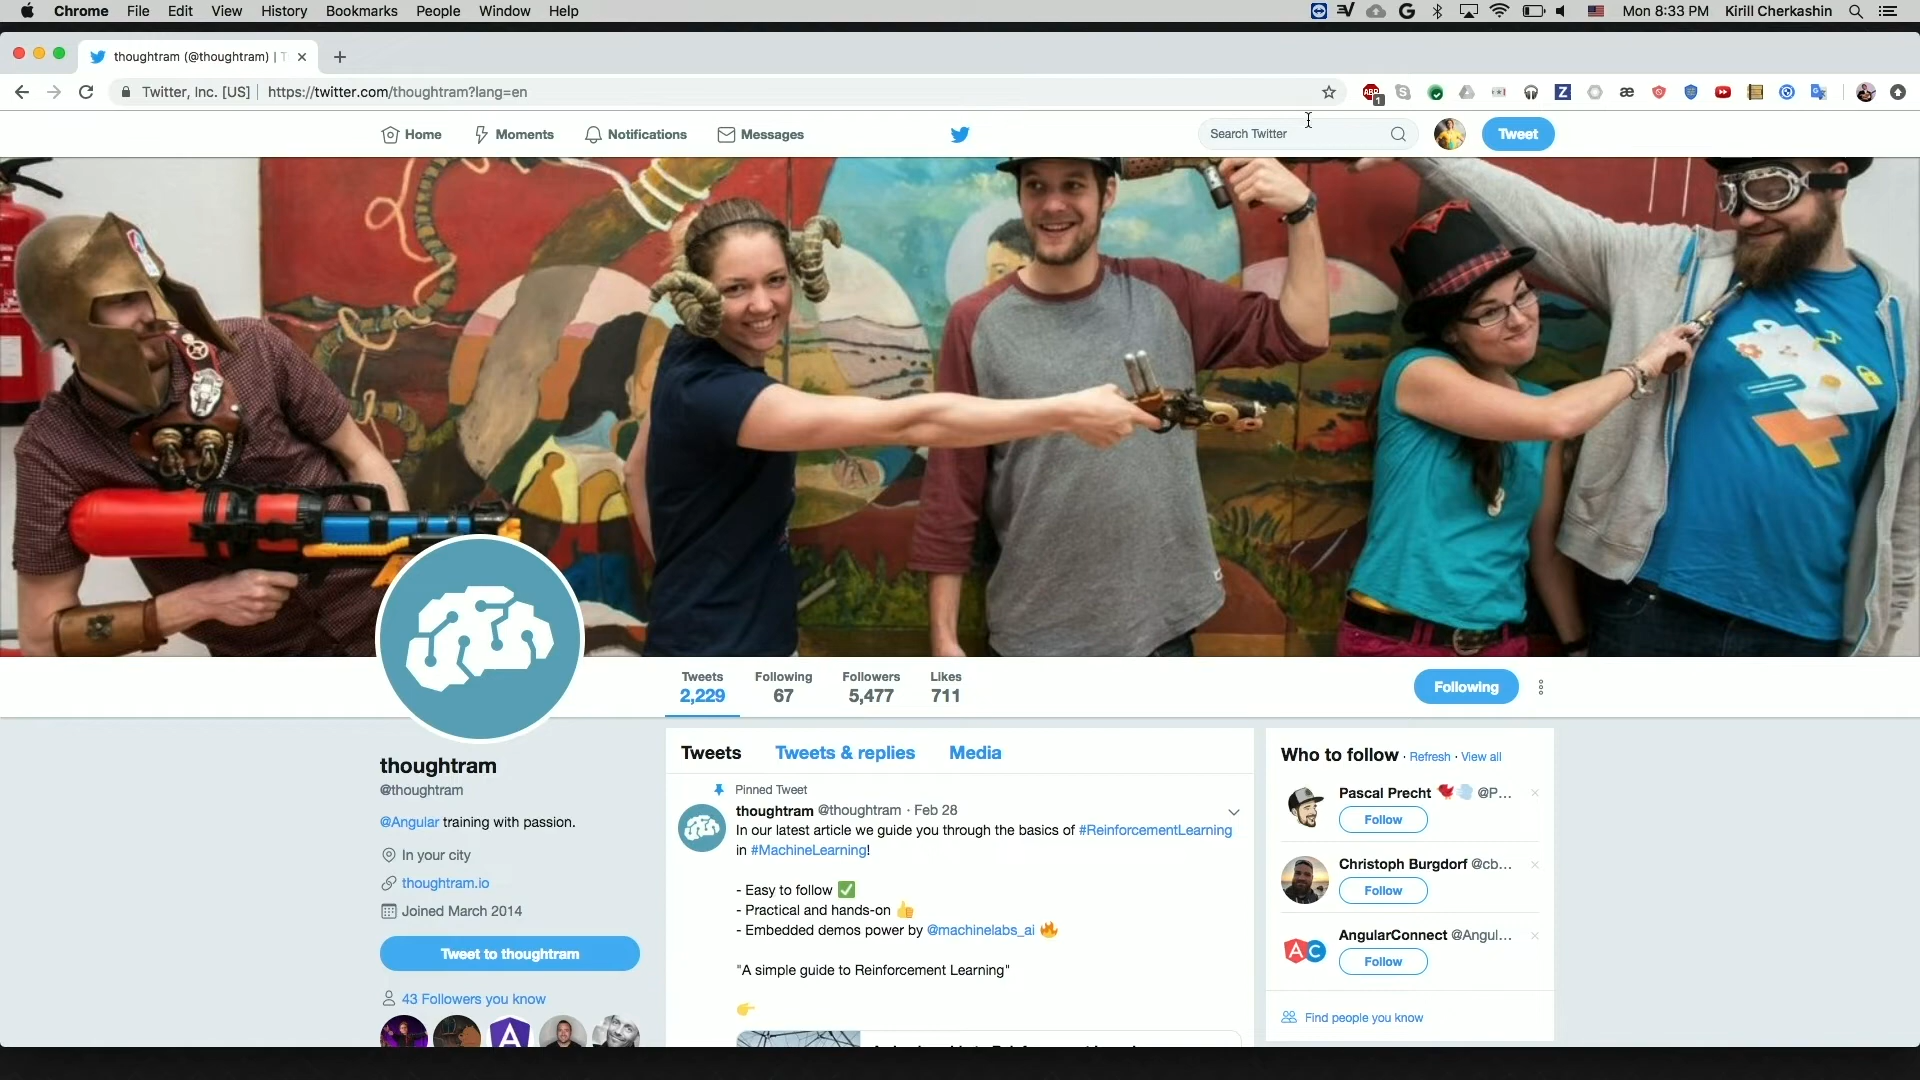 Chrome File Edit View History Bookmarks People Window Help
Mon 8:33 PM Kirill Cherkashin
thoughtram (@thoughtram) | T
Twitter, Inc. [US] https://twitter.com/thoughtram?lang=en
ABP
1
Home Moments Notifications Messages
Search Twitter
Tweet
Tweets Following Followers Likes
2,229 67 5,477 711
Following
thoughtram
@thoughtram
@Angular training with passion.
In your city
thoughtram.io
Joined March 2014
Tweet to thoughtram
43 Followers you know
A
Tweets Tweets & replies Media
Pinned Tweet
thoughtram @thoughtram · Feb 28
In our latest article we guide you through the basics of #ReinforcementLearning
in #MachineLearning!
- Easy to follow ✅
- Practical and hands-on 👍
- Embedded demos power by @machinelabs_ai 🔥
"A simple guide to Reinforcement Learning"
👉
Who to follow · Refresh · View all
Pascal Precht @P...
Follow
Christoph Burgdorf @cb...
Follow
AngularConnect @Angul...
AC
Follow
Find people you know